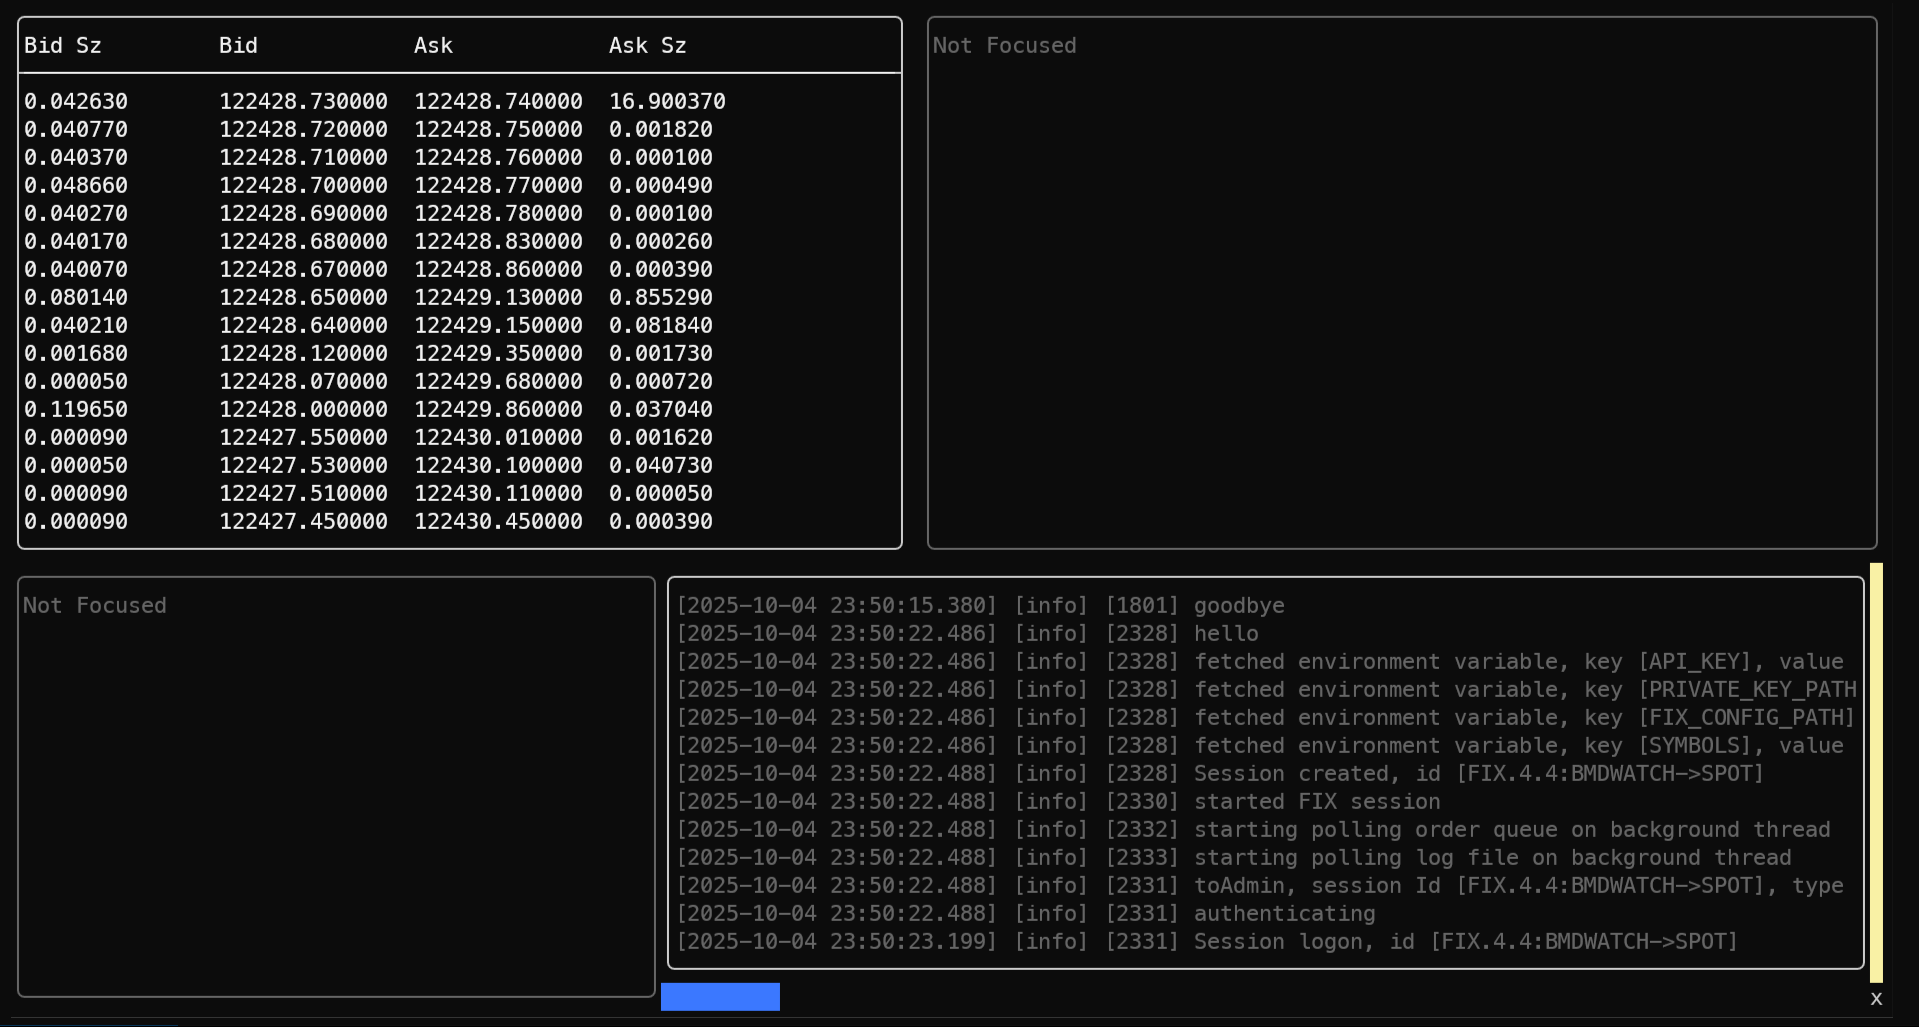 Bid Sz Bid Ask Ask Sz
0.042630 122428.730000 122428.740000 16.900370
0.040770 122428.720000 122428.750000 0.001820
0.040370 122428.710000 122428.760000 0.000100
0.048660 122428.700000 122428.770000 0.000490
0.040270 122428.690000 122428.780000 0.000100
0.040170 122428.680000 122428.830000 0.000260
0.040070 122428.670000 122428.860000 0.000390
0.080140 122428.650000 122429.130000 0.855290
0.040210 122428.640000 122429.150000 0.081840
0.001680 122428.120000 122429.350000 0.001730
0.000050 122428.070000 122429.680000 0.000720
0.119650 122428.000000 122429.860000 0.037040
0.000090 122427.550000 122430.010000 0.001620
0.000050 122427.530000 122430.100000 0.040730
0.000090 122427.510000 122430.110000 0.000050
0.000090 122427.450000 122430.450000 0.000390
Not Focused
Not Focused
[2025-10-04 23:50:15.380] [info] [1801] goodbye
[2025-10-04 23:50:22.486] [info] [2328] hello
[2025-10-04 23:50:22.486] [info] [2328] fetched environment variable, key [API_KEY], value
[2025-10-04 23:50:22.486] [info] [2328] fetched environment variable, key [PRIVATE_KEY_PATH
[2025-10-04 23:50:22.486] [info] [2328] fetched environment variable, key [FIX_CONFIG_PATH]
[2025-10-04 23:50:22.486] [info] [2328] fetched environment variable, key [SYMBOLS], value
[2025-10-04 23:50:22.488] [info] [2328] Session created, id [FIX.4.4:BMDWATCH->SPOT]
[2025-10-04 23:50:22.488] [info] [2330] started FIX session
[2025-10-04 23:50:22.488] [info] [2332] starting polling order queue on background thread
[2025-10-04 23:50:22.488] [info] [2333] starting polling log file on background thread
[2025-10-04 23:50:22.488] [info] [2331] toAdmin, session Id [FIX.4.4:BMDWATCH->SPOT], type
[2025-10-04 23:50:22.488] [info] [2331] authenticating
[2025-10-04 23:50:23.199] [info] [2331] Session logon, id [FIX.4.4:BMDWATCH->SPOT]
x